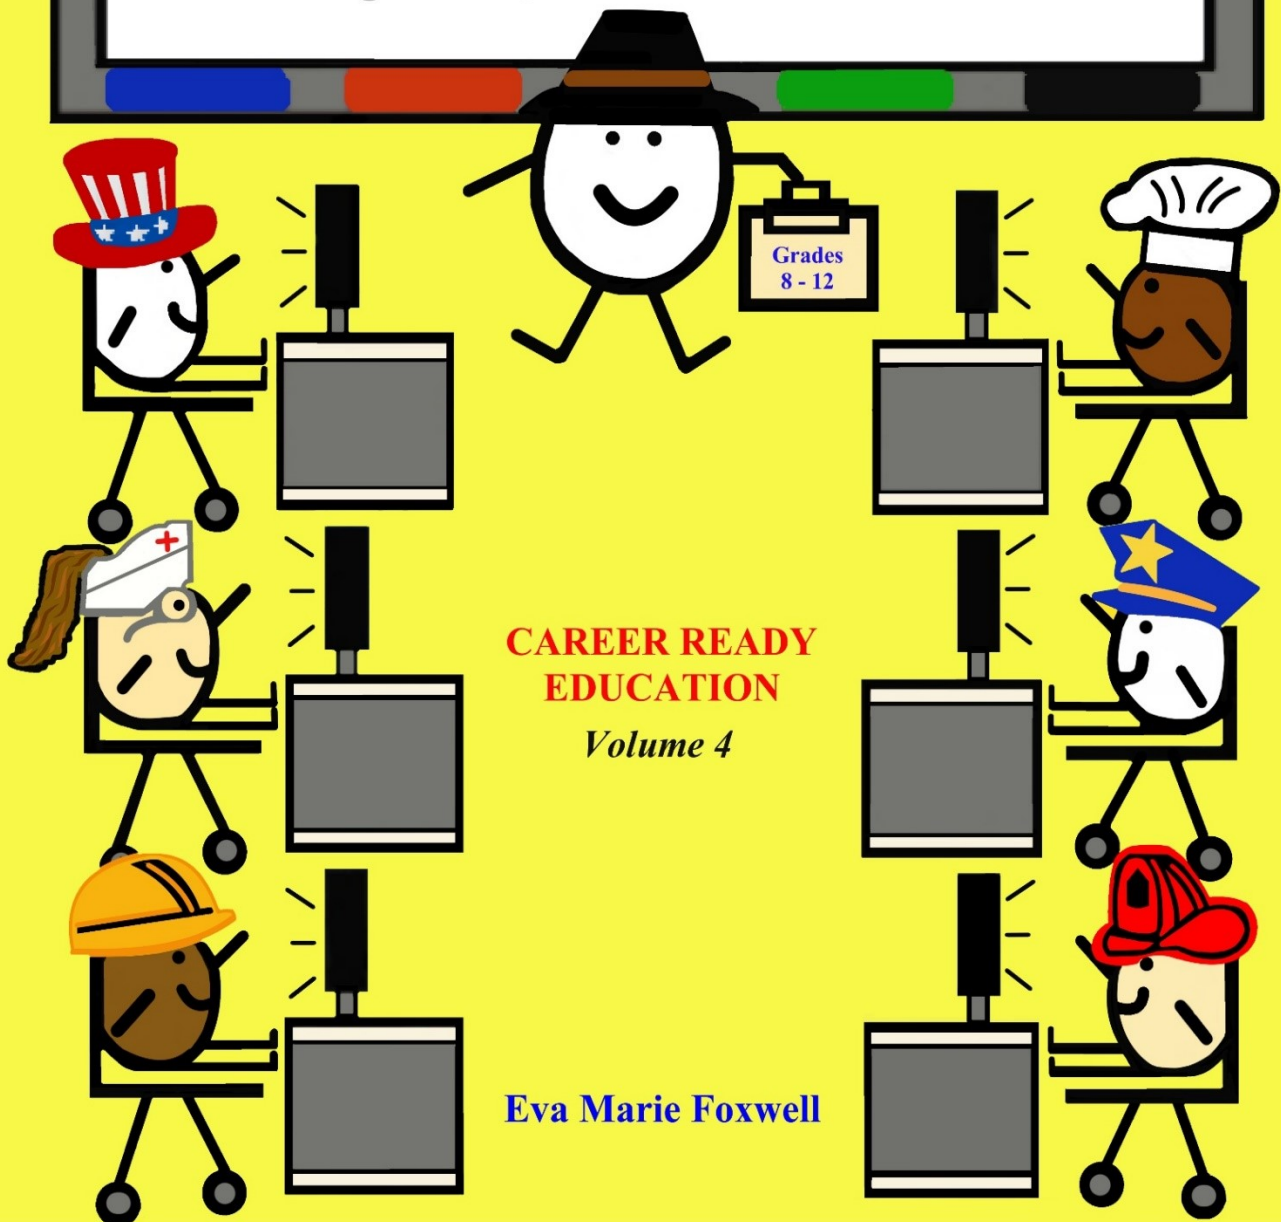 Grades
8 - 12
CAREER READY
EDUCATION
Volume 4
Eva Marie Foxwell